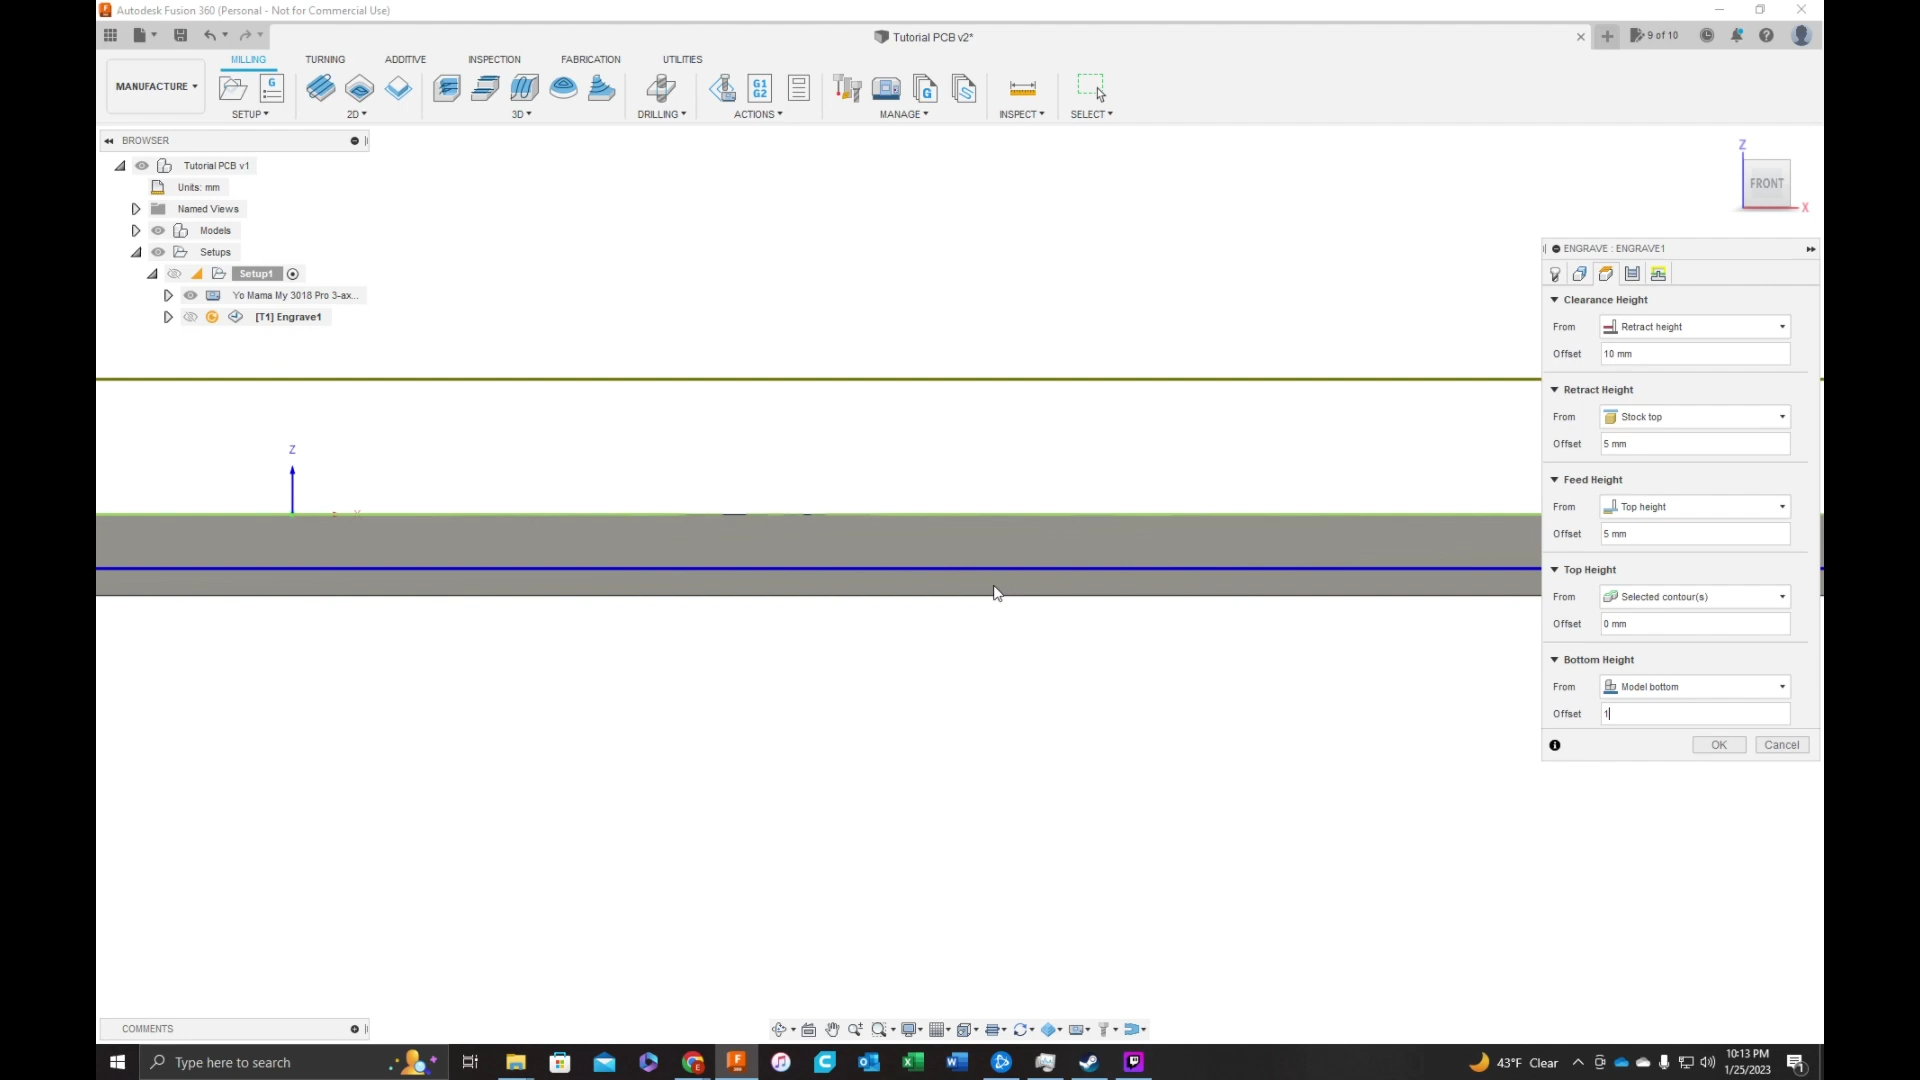 Autodesk Fusion 360 (Personal - Not for Commercial Use)
Tutorial PCB v2*
9 of 10
MILLING TURNING ADDITIVE INSPECTION FABRICATION UTILITIES
MANUFACTURE
G
G1
G2
G
SETUP 2D 3D DRILLING ACTIONS MANAGE INSPECT SELECT
BROWSER
Tutorial PCB v1
Units: mm
Named Views
Models
Setups
Setup1
Yo Mama My 3018 Pro 3-ax...
[T1] Engrave1
Z
FRONT
X
Z
ENGRAVE : ENGRAVE1
Clearance Height
From Retract height
Offset 10 mm
Retract Height
From Stock top
Offset 5 mm
Feed Height
From Top height
Offset 5 mm
Top Height
From Selected contour(s)
Offset 0 mm
Bottom Height
From Model bottom
Offset 1
OK Cancel
COMMENTS
Type here to search
43°F Clear
10:13 PM
1/25/2023
1